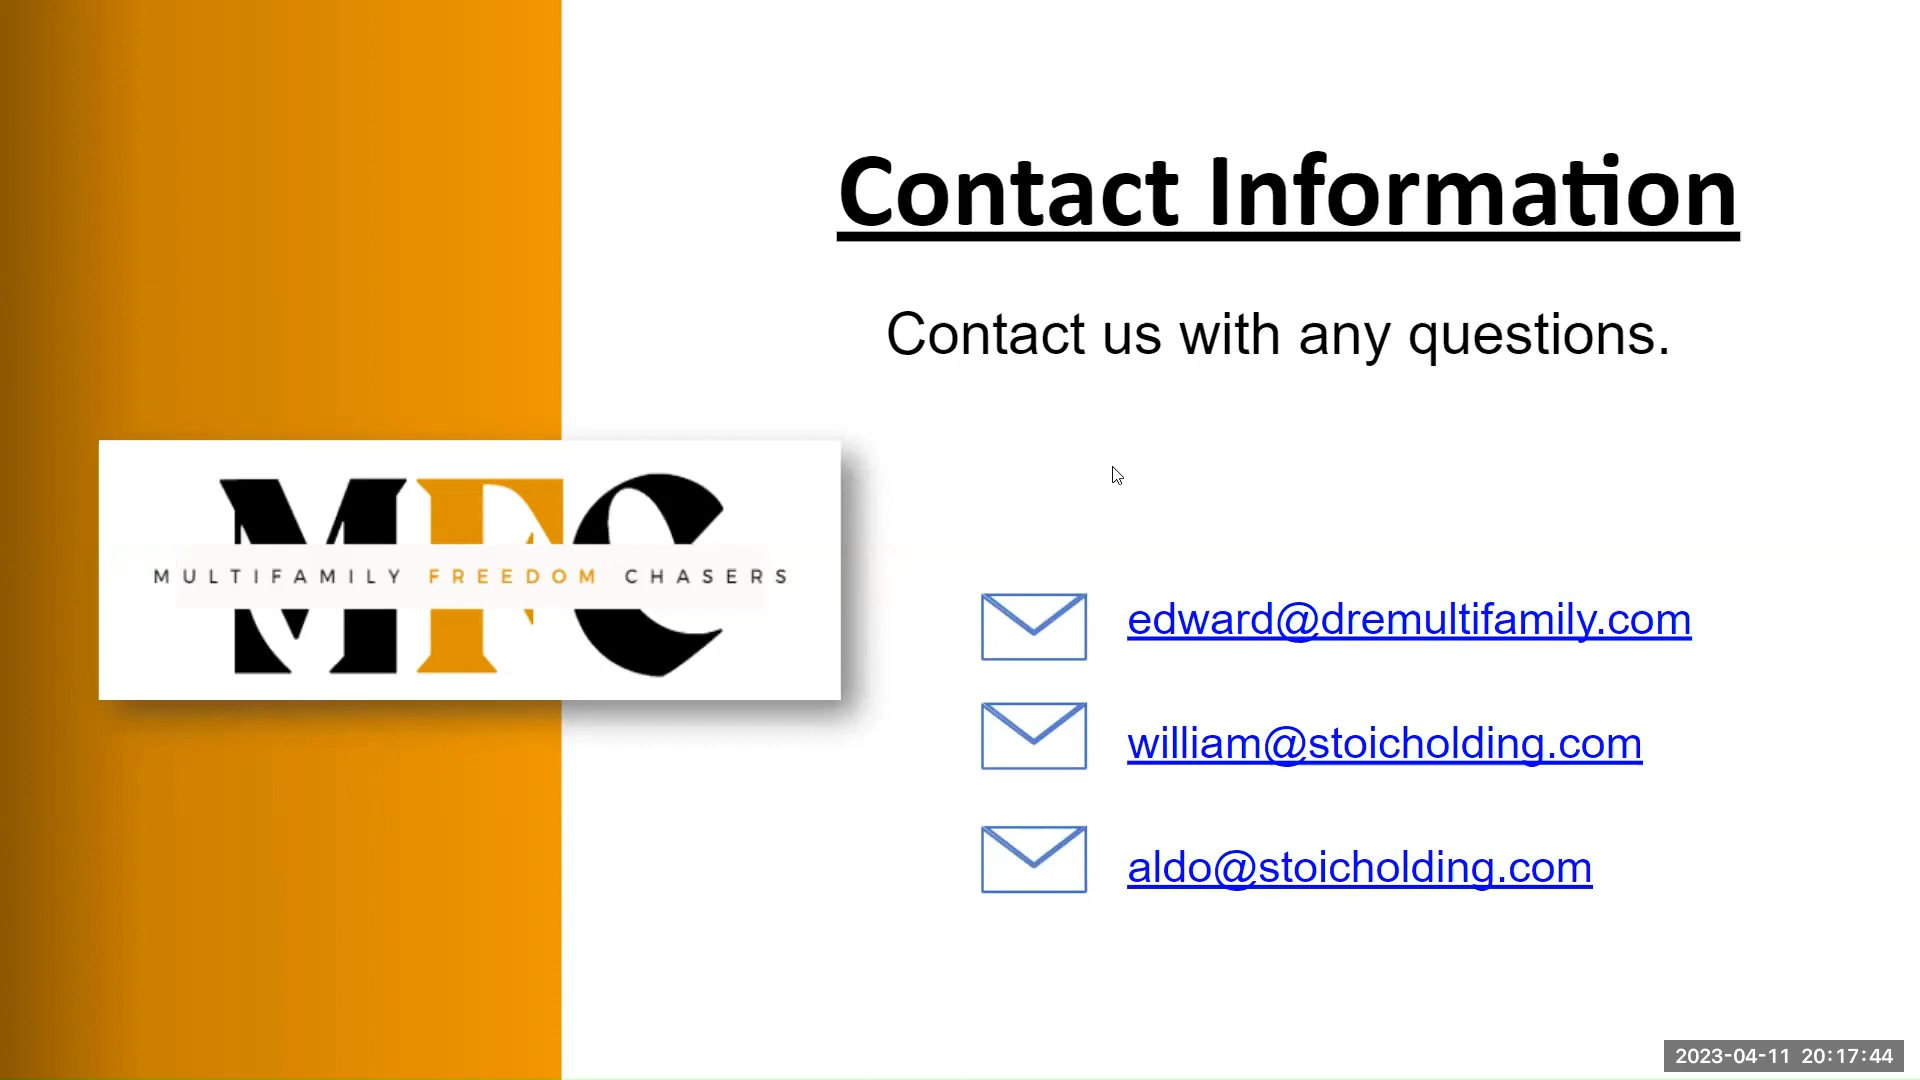 Contact Information
Contact us with any questions.
MFC
MULTIFAMILY FREEDOM CHASERS
edward@dremultifamily.com
william@stoicholding.com
aldo@stoicholding.com
2023-04-11 20:17:44